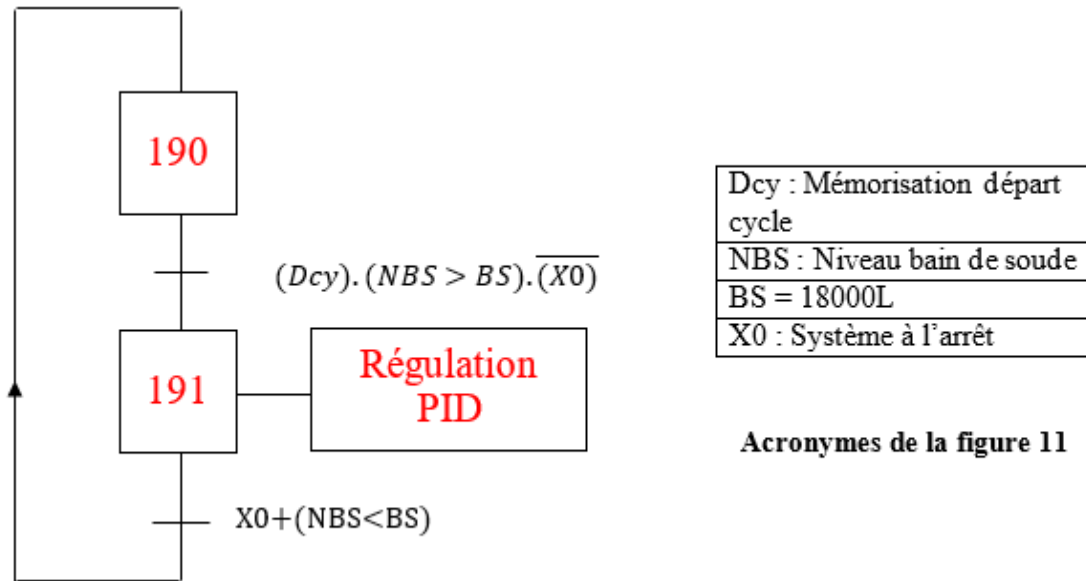 190
(Dcy). (NBS > BS). \overline{(X0)}
191
Régulation
PID
X0+(NBS<BS)
Dcy : Mémorisation départ
cycle
NBS : Niveau bain de soude
BS = 18000L
X0 : Système à l’arrêt
Acronymes de la figure 11